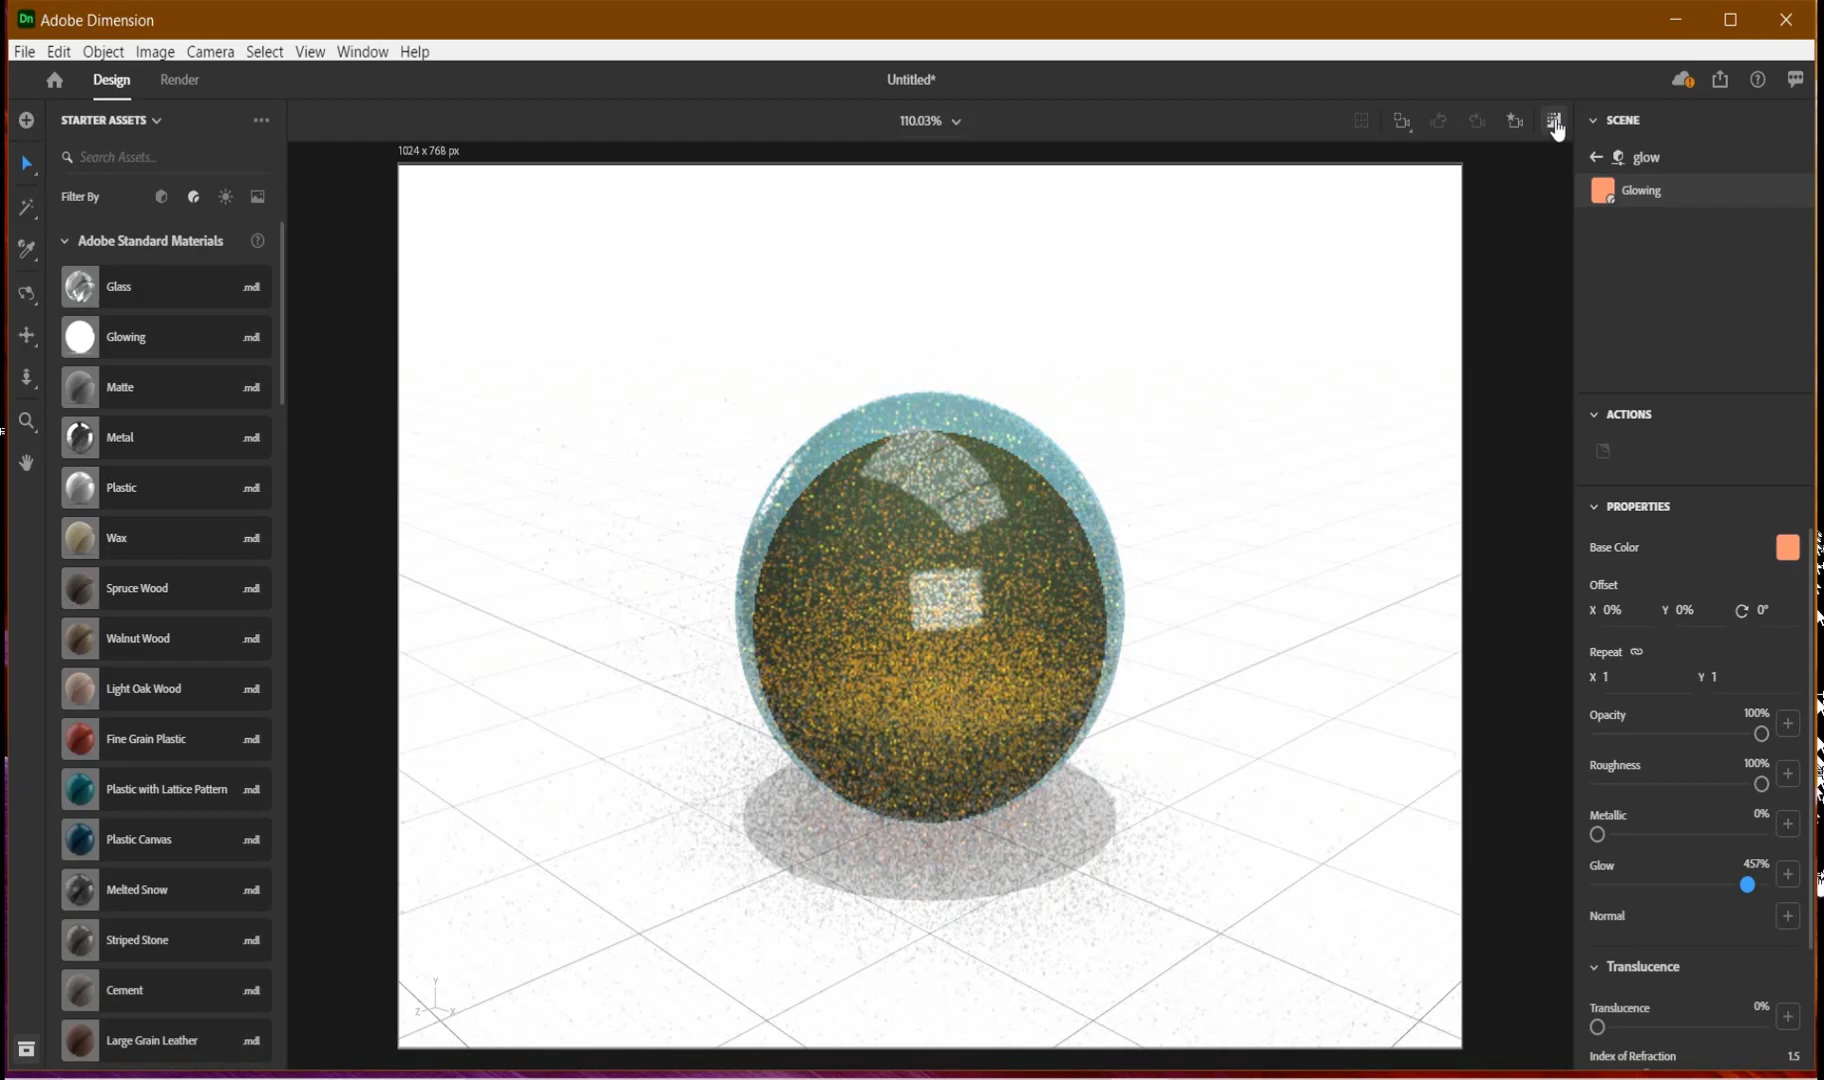 Dn Adobe Dimension
File Edit Object Image Camera Select View Window Help
Design Render Untitled*
STARTER ASSETS
110.03%
1024 x 768 px
Search Assets...
Filter By
Adobe Standard Materials
Glass .mdl
Glowing .mdl
Matte .mdl
Metal .mdl
Plastic .mdl
Wax .mdl
Spruce Wood .mdl
Walnut Wood .mdl
Light Oak Wood .mdl
Fine Grain Plastic .mdl
Plastic with Lattice Pattern .mdl
Plastic Canvas .mdl
Melted Snow .mdl
Striped Stone .mdl
Cement .mdl
Large Grain Leather .mdl
Y
Z X
SCENE
glow
Glowing
ACTIONS
PROPERTIES
Base Color
Offset
X 0% Y 0% 0°
Repeat
X 1 Y 1
Opacity 100%
Roughness 100%
Metallic 0%
Glow 457%
Normal
Translucence
Translucence 0%
Index of Refraction 1.5